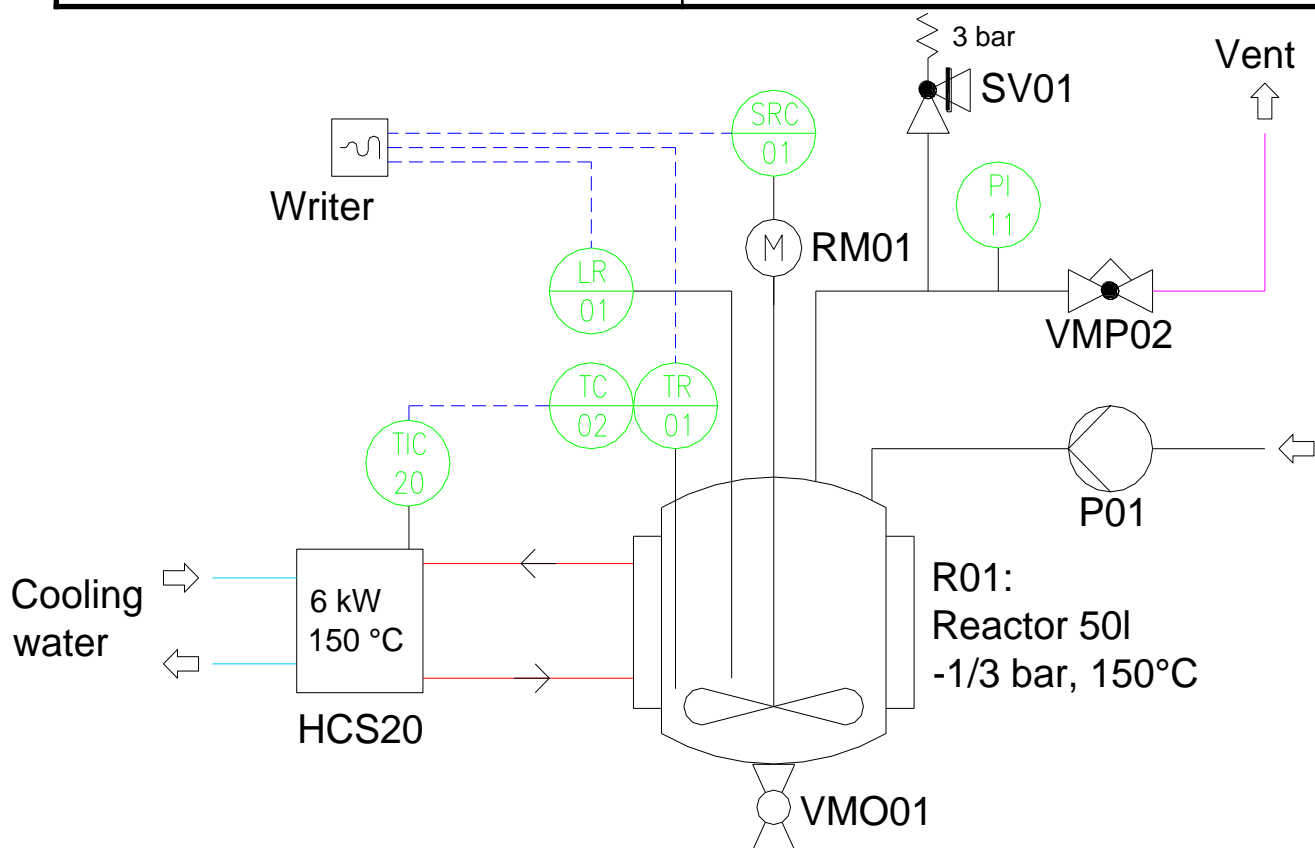 3 bar
Vent
SV01
SRC
01
PI
11
Writer
M
RM01
LR
01
VMP02
TC
02
TR
01
TIC
20
P01
Cooling
water
6 kW
150 °C
R01:
Reactor 50l
-1/3 bar, 150°C
HCS20
VMO01